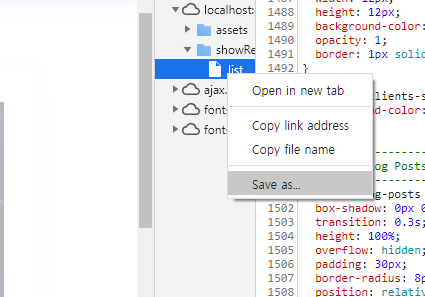 localhost:
assets
showRe
list
ajax.
fonts
fonts
Open in new tab
Copy link address
Copy file name
Save as...
1487
1488 height: 12px;
1489 background-color:
1490 opacity: 1;
1491 border: 1px solid
1492 }
lients-s
nd-color:
og Posts
og-posts
1502 box-shadow: 0px 0
1503 transition: 0.3s;
1504 height: 100%;
1505 overflow: hidden;
1506 padding: 30px;
1507 border-radius: 8p
1508 position: relativ